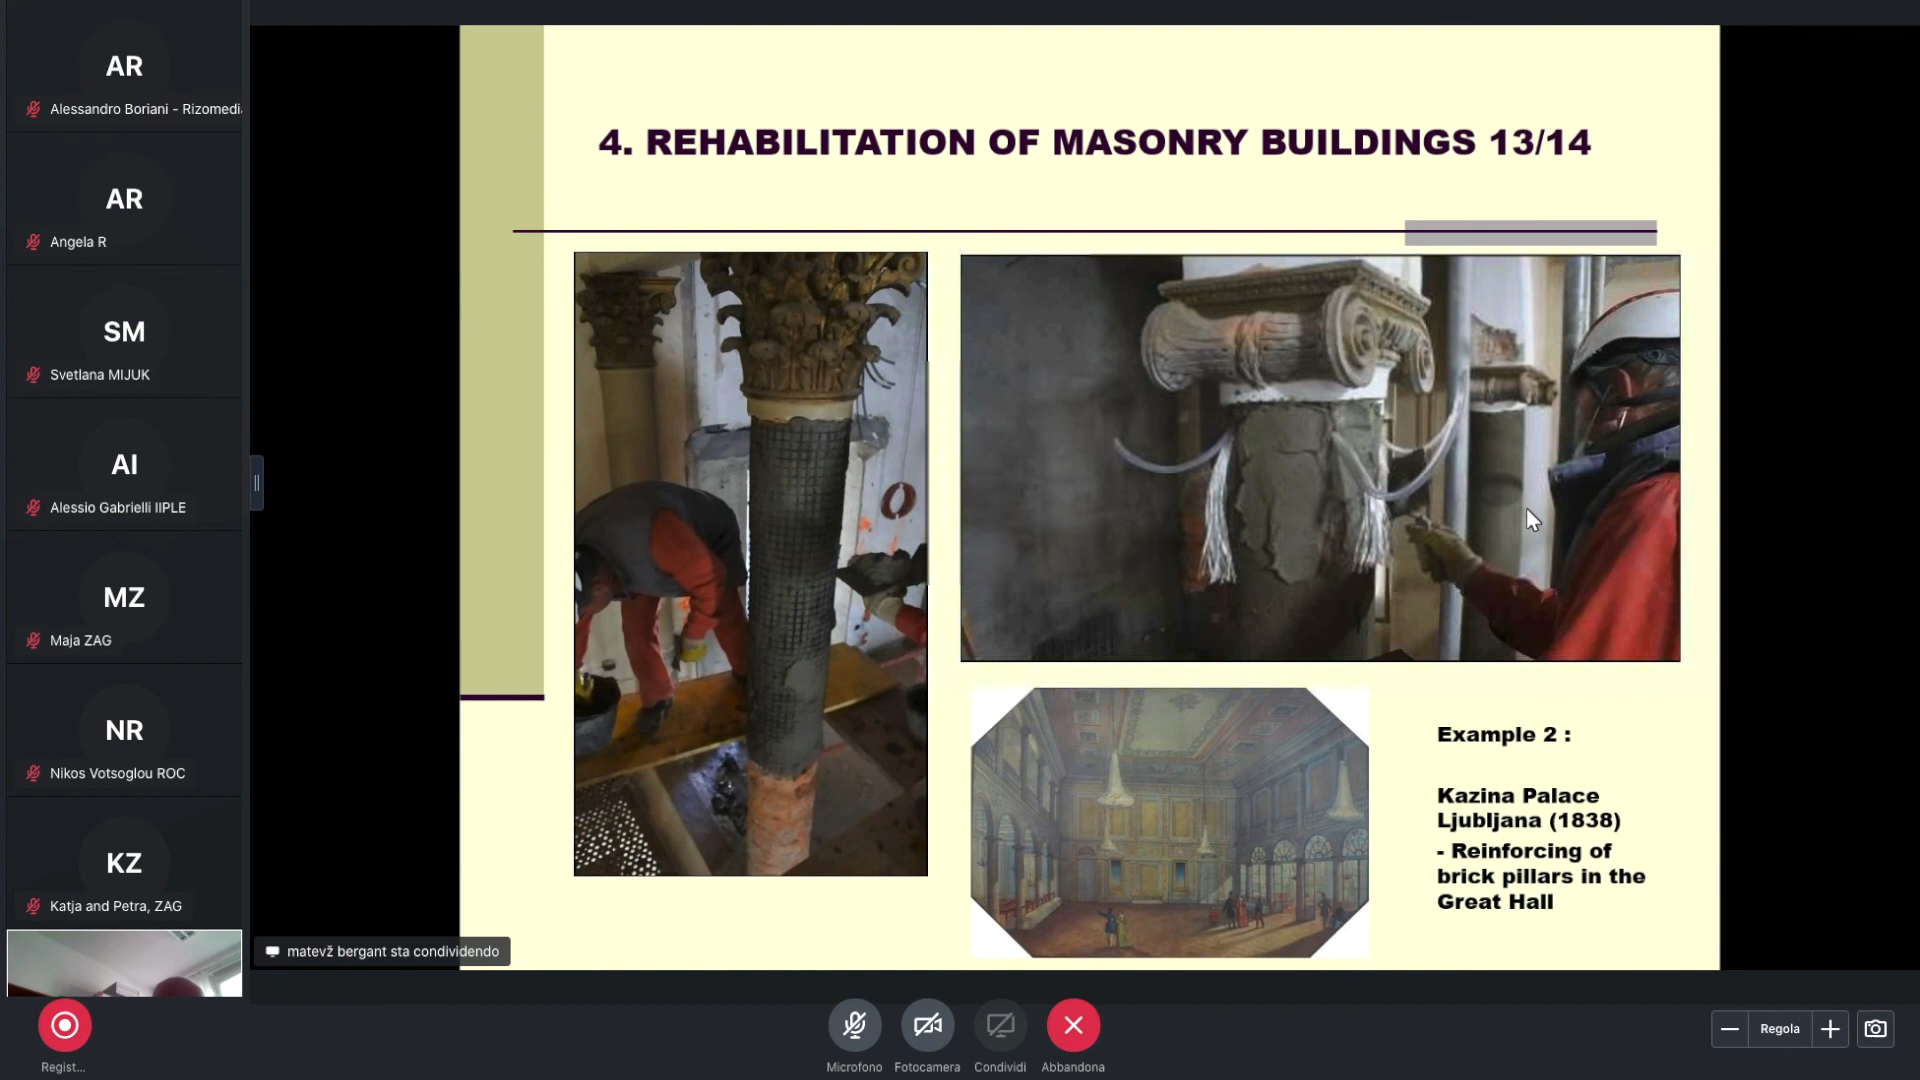 AR
Alessandro Boriani - Rizomedi
AR
Angela R
SM
Svetlana MIJUK
AI
Alessio Gabrielli IIPLE
MZ
Maja ZAG
NR
Nikos Votsoglou ROC
KZ
Katja and Petra, ZAG
4. REHABILITATION OF MASONRY BUILDINGS 13/14
Example 2 :
Kazina Palace
Ljubljana (1838)
- Reinforcing of
brick pillars in the
Great Hall
matevž bergant sta condividendo
Regist...
Microfono
Fotocamera
Condividi
Abbandona
Regola